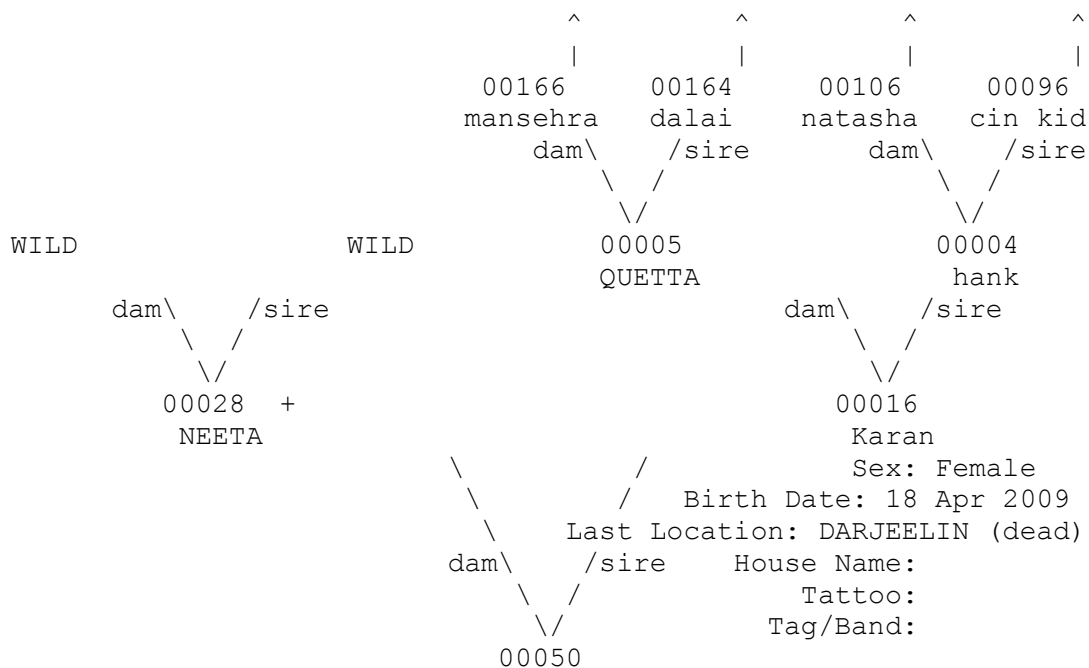 ^ ^ ^ ^
| | | |
00166 00164 00106 00096
mansehra dalai natasha cin kid
dam\ /sire dam\ /sire
\ / \ /
\/ \/
WILD WILD 00005 00004
QUETTA hank
dam\ /sire dam\ /sire
\ / \ /
\/ \/
00028 + 00016
NEETA Karan
\ / Sex: Female
\ / Birth Date: 18 Apr 2009
\ Last Location: DARJEELIN (dead)
dam\ /sire House Name:
\ / Tattoo:
\/ Tag/Band:
00050